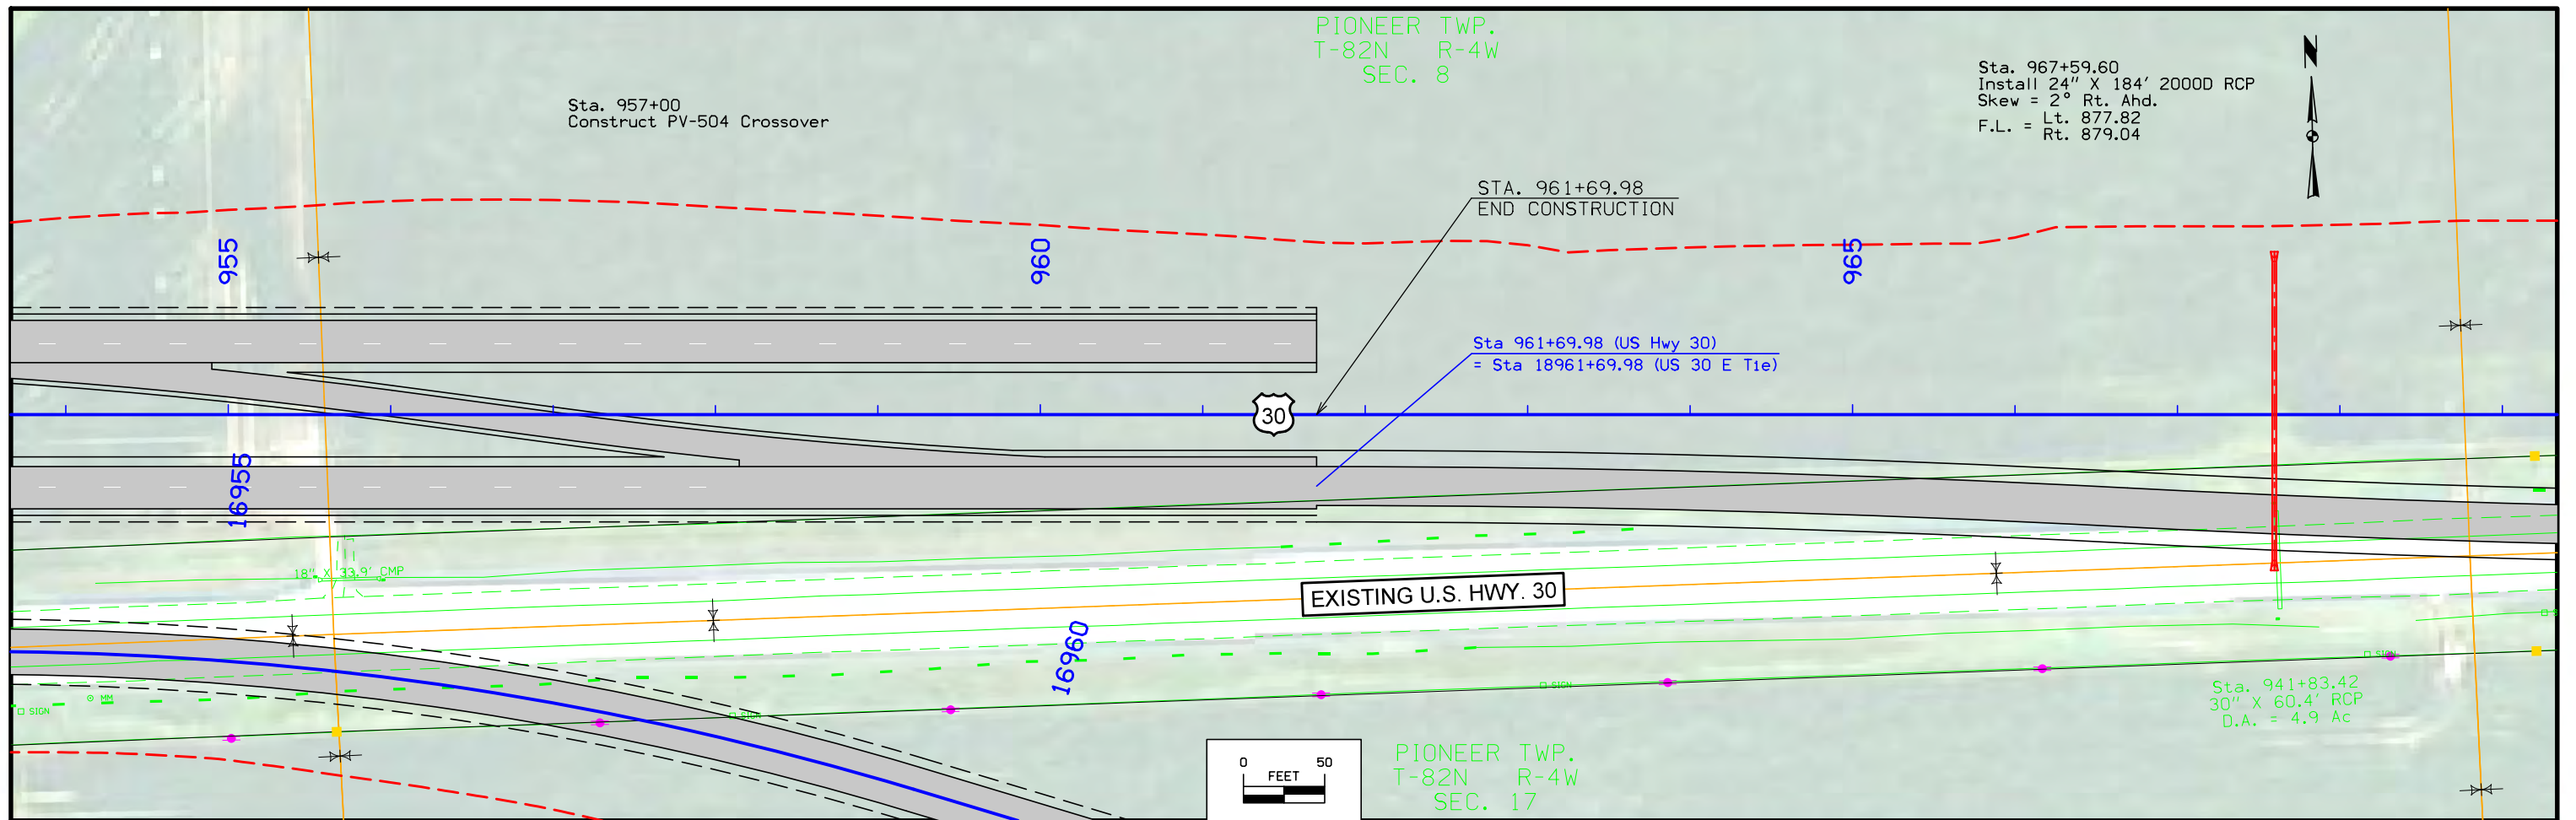 PIONEER TWP.
T-82N R-4W
SEC. 8
N
Sta. 967+59.60
Install 24" X 184' 2000D RCP
Skew = 2° Rt. Ahd.
F.L. = Lt. 877.82
Rt. 879.04
Sta. 957+00
Construct PV-504 Crossover
STA. 961+69.98
END CONSTRUCTION
955
960
965
Sta 961+69.98 (US Hwy 30)
= Sta 18961+69.98 (US 30 E Tie)
30
16955
18" X 33.9' CMP
EXISTING U.S. HWY. 30
16960
MM
SIGN
SIGN
SIGN
SIGN
Sta. 941+83.42
30" X 60.4' RCP
D.A. = 4.9 Ac
0 50
FEET
PIONEER TWP.
T-82N R-4W
SEC. 17